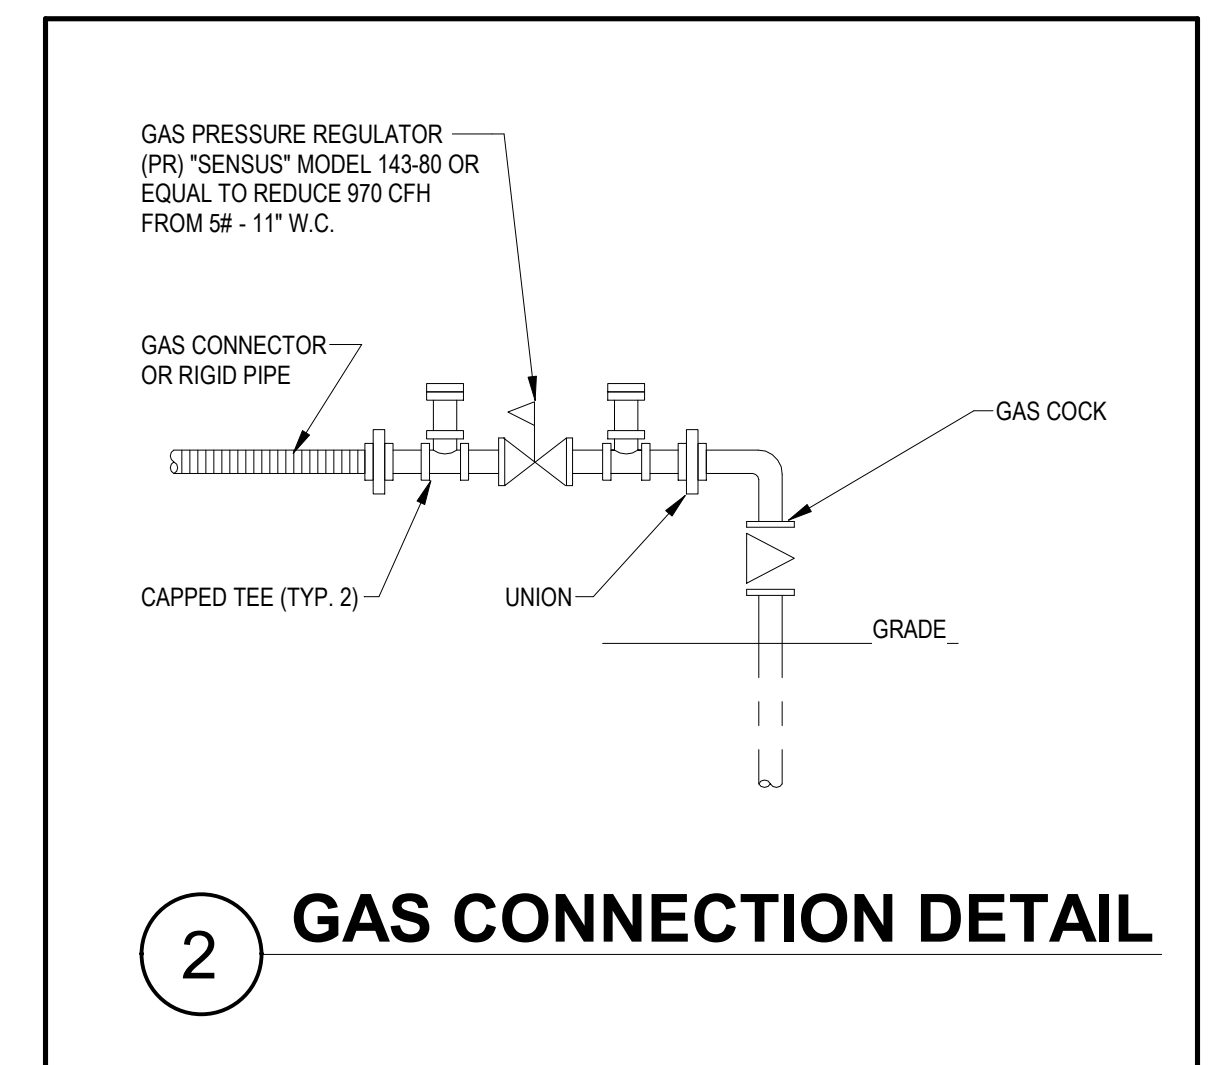 GAS PRESSURE REGULATOR
(PR) "SENSUS" MODEL 143-80 OR
EQUAL TO REDUCE 970 CFH
FROM 5# - 11" W.C.
GAS CONNECTOR
OR RIGID PIPE
GAS COCK
CAPPED TEE (TYP. 2)
UNION
GRADE
2
GAS CONNECTION DETAIL